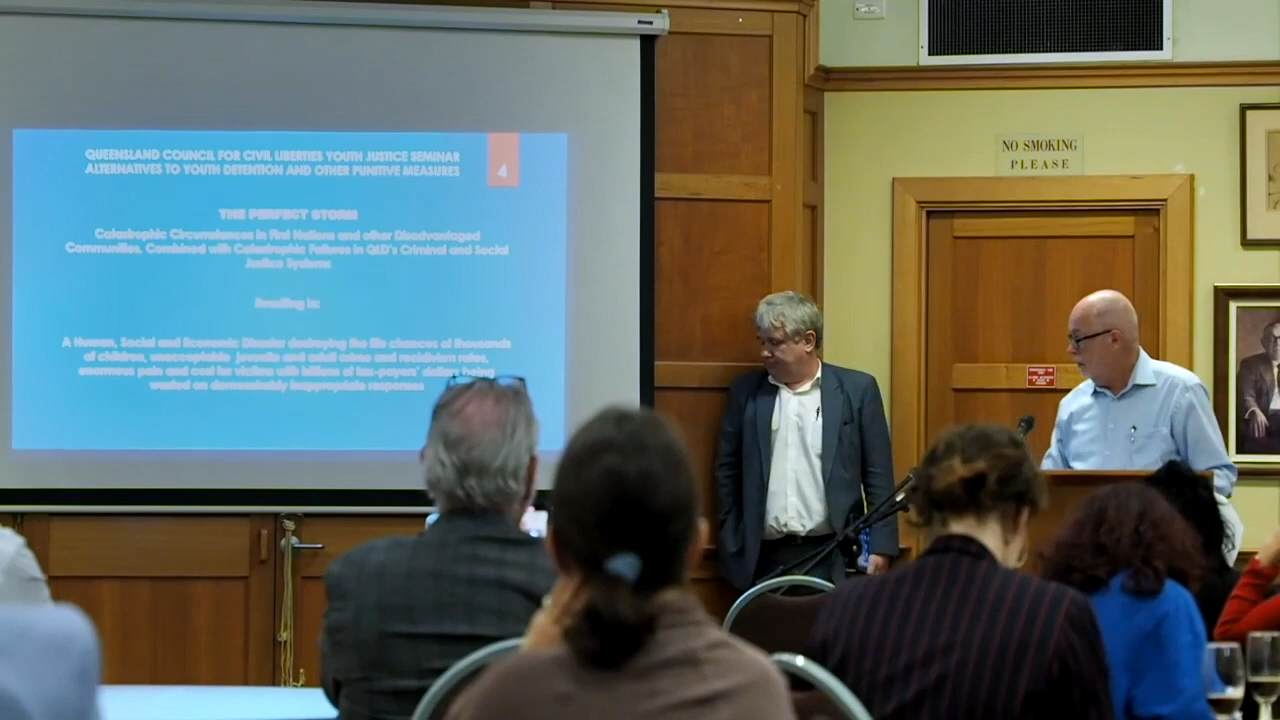 QUEENSLAND COUNCIL FOR CIVIL LIBERTIES YOUTH JUSTICE SEMINAR
ALTERNATIVES TO YOUTH DETENTION AND OTHER PUNITIVE MEASURES
4
THE PERFECT STORM
Catastrophic Circumstances in First Nations and other Disadvantaged
Communities, Combined with Catastrophic Failures in QLD's Criminal and Social
Justice Systems
Resulting in:
A Human, Social and Economic Disaster destroying the life chances of thousands
of children, unacceptable juvenile and adult crime and recidivism rates,
enormous pain and cost for victims with billions of tax-payers' dollars being
wasted on demonstrably inappropriate responses
NO SMOKING
PLEASE